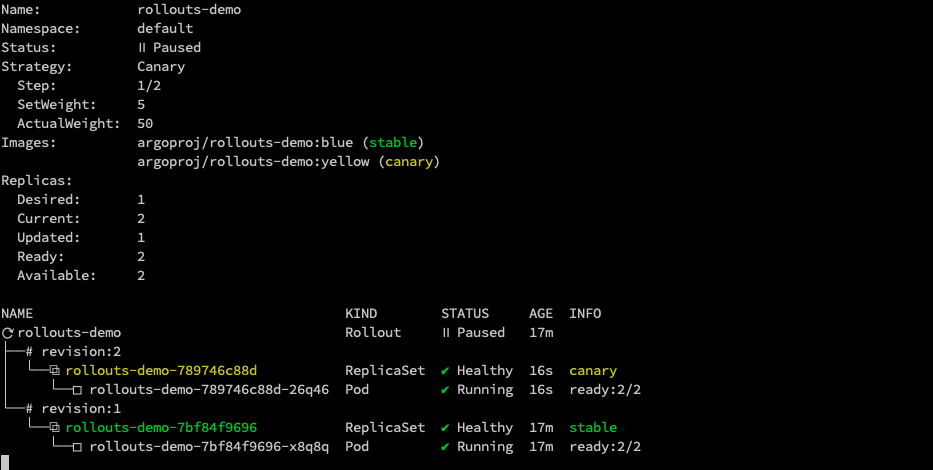 Name: rollouts-demo
Namespace: default
Status: ॥ Paused
Strategy: Canary
Step: 1/2
SetWeight: 5
ActualWeight: 50
Images: argoproj/rollouts-demo:blue (stable)
argoproj/rollouts-demo:yellow (canary)
Replicas:
Desired: 1
Current: 2
Updated: 1
Ready: 2
Available: 2
NAME KIND STATUS AGE INFO
⟳ rollouts-demo Rollout ॥ Paused 17m
├──# revision:2
│  └──⧉ rollouts-demo-789746c88d ReplicaSet ✔ Healthy 16s canary
│     └──□ rollouts-demo-789746c88d-26q46 Pod ✔ Running 16s ready:2/2
└──# revision:1
   └──⧉ rollouts-demo-7bf84f9696 ReplicaSet ✔ Healthy 17m stable
      └──□ rollouts-demo-7bf84f9696-x8q8q Pod ✔ Running 17m ready:2/2